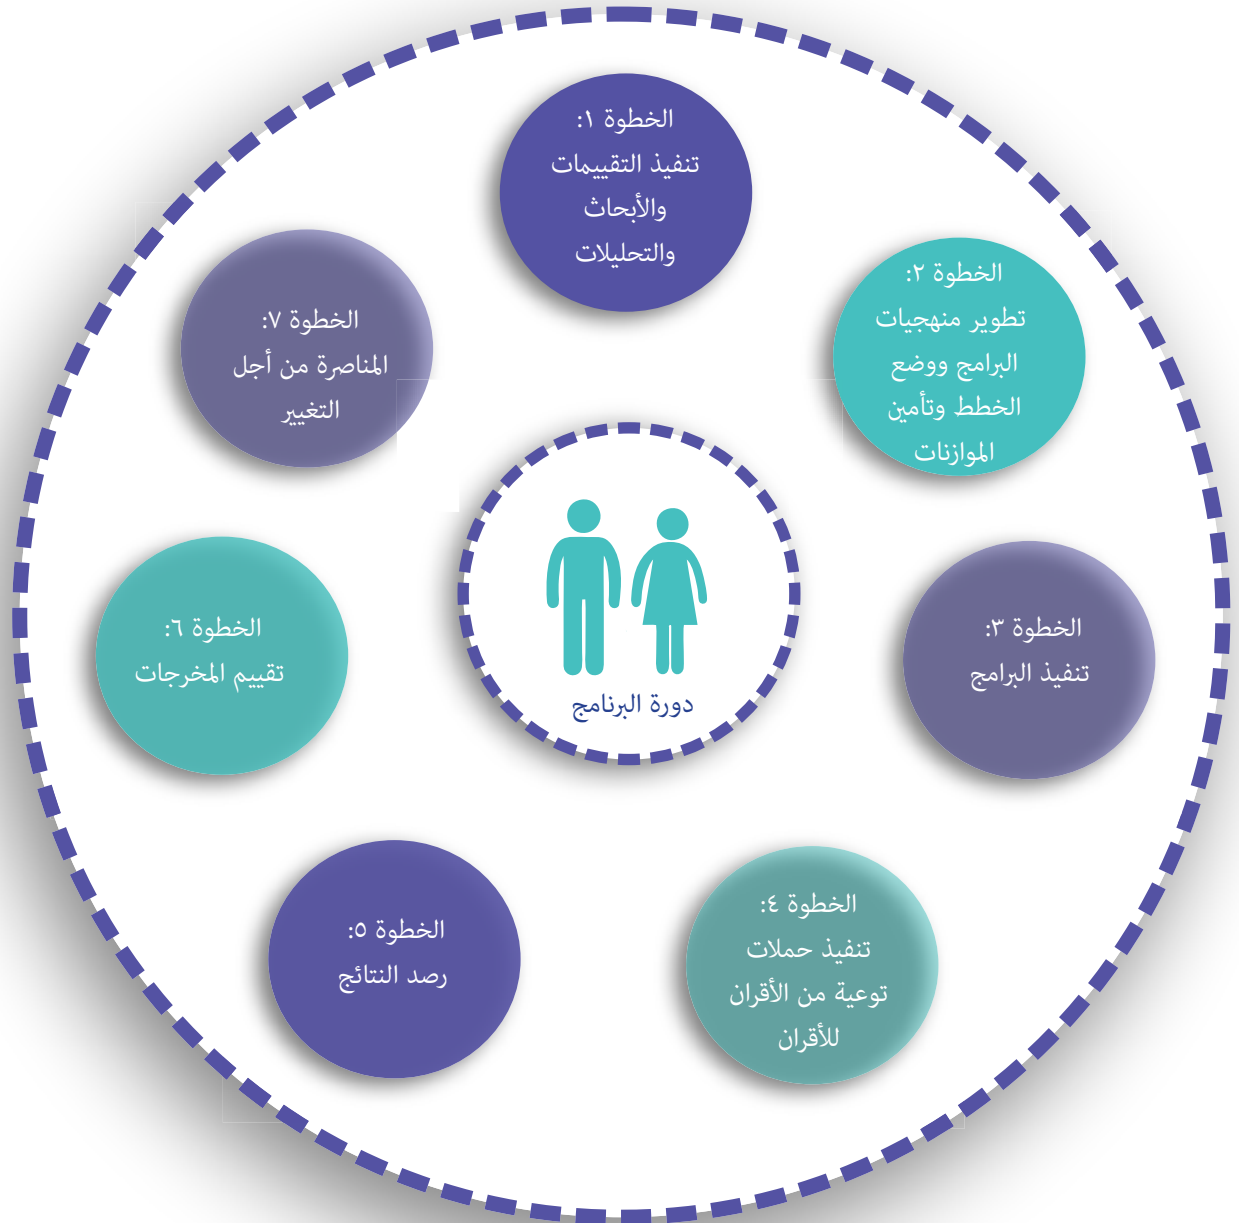 الخطوة ١:
تنفيذ التقييمات
والأبحاث
والتحليلات
الخطوة ٢:
تطوير منهجيات
البرامج ووضع
الخطط وتأمين
الموازنات
الخطوة ٣:
تنفيذ البرامج
الخطوة ٤:
تنفيذ حملات
توعية من الأقران
للأقران
الخطوة ٥:
رصد النتائج
الخطوة ٦:
تقييم المخرجات
الخطوة ٧:
المناصرة من أجل
التغيير
دورة البرنامج